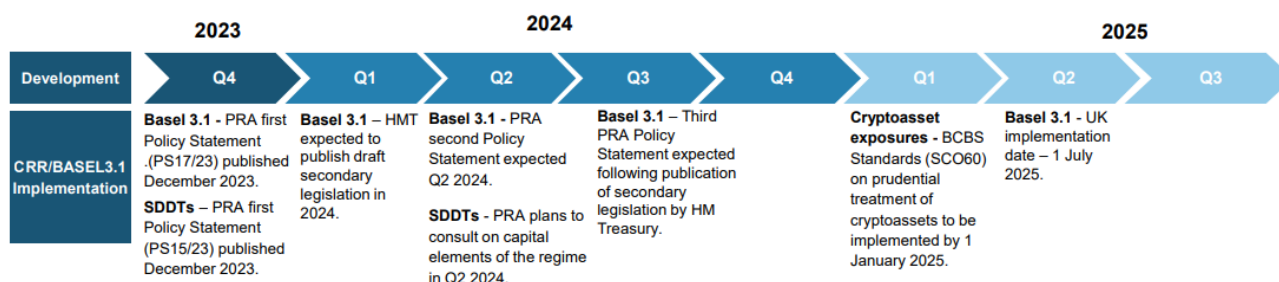 2023
2024
2025
Development
Q4
Q1
Q2
Q3
Q4
Q1
Q2
Q3
CRR/BASEL3.1
Implementation
Basel 3.1 - PRA first
Policy Statement
.(PS17/23) published
December 2023.
SDDTs – PRA first
Policy Statement
(PS15/23) published
December 2023.
Basel 3.1 – HMT
expected to
publish draft
secondary
legislation in
2024.
Basel 3.1 - PRA
second Policy
Statement expected
Q2 2024.
SDDTs - PRA plans to
consult on capital
elements of the regime
in Q2 2024.
Basel 3.1 – Third
PRA Policy
Statement expected
following publication
of secondary
legislation by HM
Treasury.
Cryptoasset
exposures - BCBS
Standards (SCO60)
on prudential
treatment of
cryptoassets to be
implemented by 1
January 2025.
Basel 3.1 - UK
implementation
date – 1 July
2025.